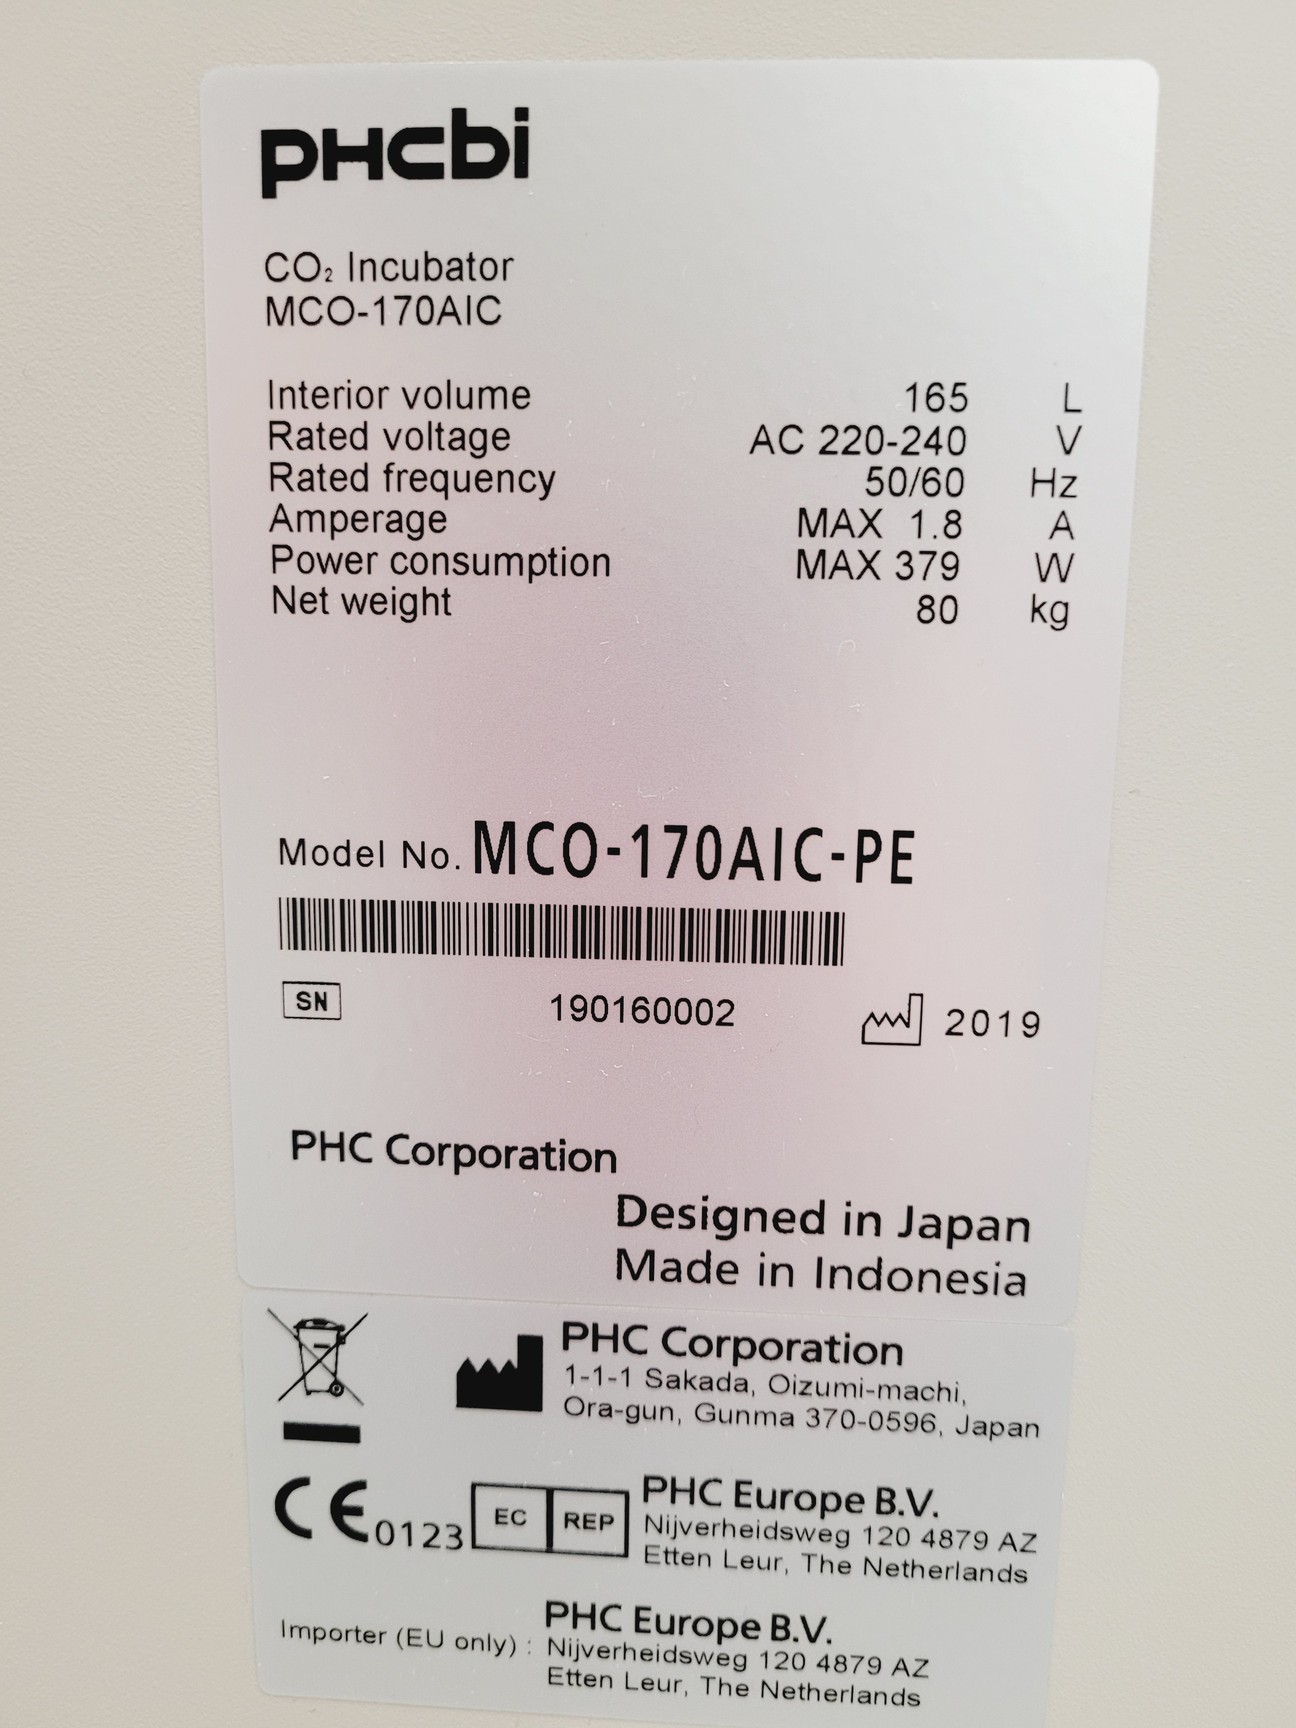 PHCbi
CO₂ Incubator
MCO-170AIC
Interior volume 165 L
Rated voltage AC 220-240 V
Rated frequency 50/60 Hz
Amperage MAX 1.8 A
Power consumption MAX 379 W
Net weight 80 kg
Model No. MCO-170AIC-PE
SN 190160002 2019
PHC Corporation
Designed in Japan
Made in Indonesia
PHC Corporation
1-1-1 Sakada, Oizumi-machi,
Ora-gun, Gunma 370-0596, Japan
CE 0123 EC REP
PHC Europe B.V.
Nijverheidsweg 120 4879 AZ
Etten Leur, The Netherlands
Importer (EU only) : PHC Europe B.V.
Nijverheidsweg 120 4879 AZ
Etten Leur, The Netherlands